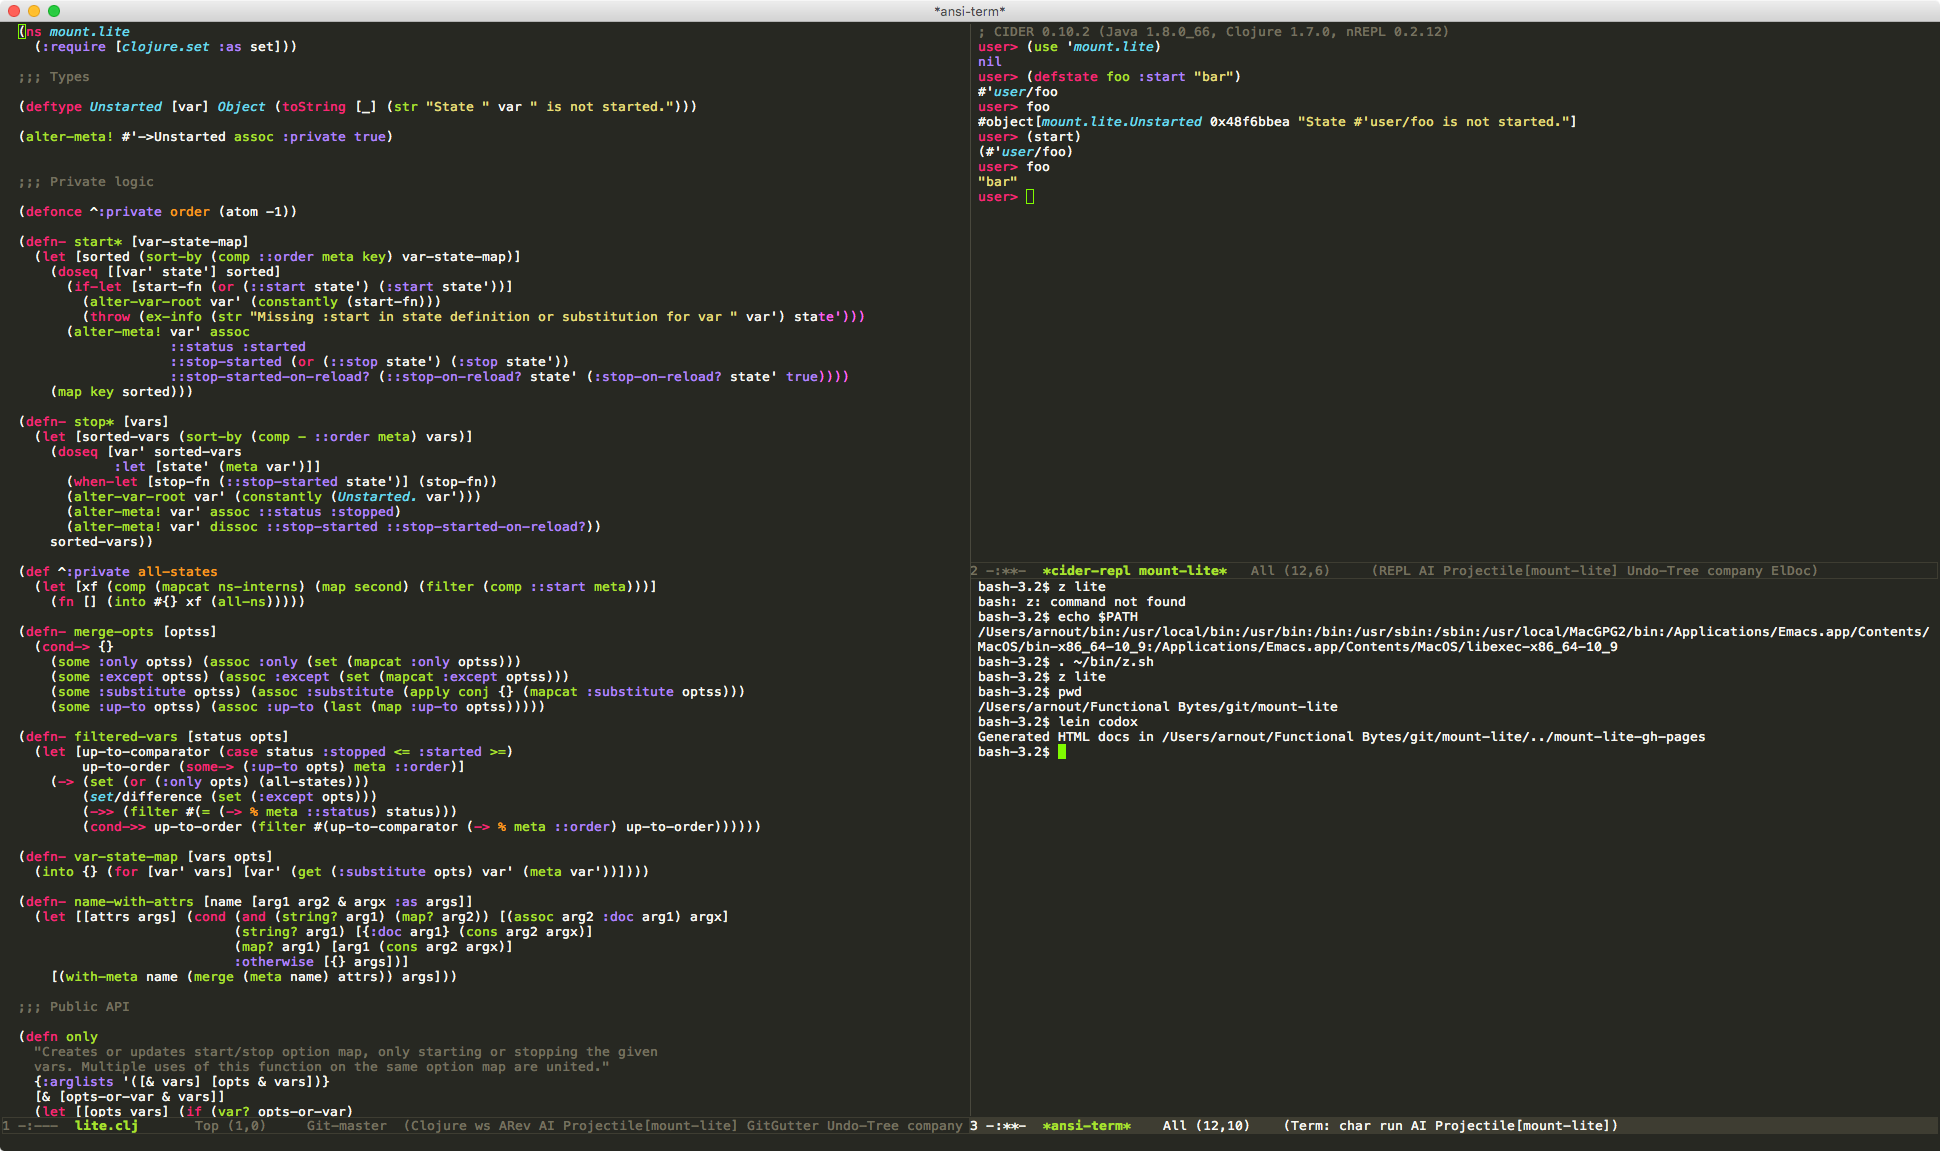 *ansi-term*
(ns mount.lite
  (:require [clojure.set :as set]))

;;; Types

(deftype Unstarted [var] Object (toString [_] (str "State " var " is not started.")))

(alter-meta! #'->Unstarted assoc :private true)


;;; Private logic

(defonce ^:private order (atom -1))

(defn- start* [var-state-map]
  (let [sorted (sort-by (comp ::order meta key) var-state-map)]
    (doseq [[var' state'] sorted]
      (if-let [start-fn (or (::start state') (:start state'))]
        (alter-var-root var' (constantly (start-fn)))
        (throw (ex-info (str "Missing :start in state definition or substitution for var " var') state')))
      (alter-meta! var' assoc
                   ::status :started
                   ::stop-started (or (::stop state') (:stop state'))
                   ::stop-started-on-reload? (::stop-on-reload? state' (:stop-on-reload? state' true))))
    (map key sorted)))

(defn- stop* [vars]
  (let [sorted-vars (sort-by (comp - ::order meta) vars)]
    (doseq [var' sorted-vars
            :let [state' (meta var')]]
      (when-let [stop-fn (::stop-started state')] (stop-fn))
      (alter-var-root var' (constantly (Unstarted. var')))
      (alter-meta! var' assoc ::status :stopped)
      (alter-meta! var' dissoc ::stop-started ::stop-started-on-reload?))
    sorted-vars))

(def ^:private all-states
  (let [xf (comp (mapcat ns-interns) (map second) (filter (comp ::start meta)))]
    (fn [] (into #{} xf (all-ns)))))

(defn- merge-opts [optss]
  (cond-> {}
    (some :only optss) (assoc :only (set (mapcat :only optss)))
    (some :except optss) (assoc :except (set (mapcat :except optss)))
    (some :substitute optss) (assoc :substitute (apply conj {} (mapcat :substitute optss)))
    (some :up-to optss) (assoc :up-to (last (map :up-to optss)))))

(defn- filtered-vars [status opts]
  (let [up-to-comparator (case status :stopped <= :started >=)
        up-to-order (some-> (:up-to opts) meta ::order)]
    (-> (set (or (:only opts) (all-states)))
        (set/difference (set (:except opts)))
        (->> (filter #(= (-> % meta ::status) status)))
        (cond->> up-to-order (filter #(up-to-comparator (-> % meta ::order) up-to-order))))))

(defn- var-state-map [vars opts]
  (into {} (for [var' vars] [var' (get (:substitute opts) var' (meta var'))])))

(defn- name-with-attrs [name [arg1 arg2 & argx :as args]]
  (let [[attrs args] (cond (and (string? arg1) (map? arg2)) [(assoc arg2 :doc arg1) argx]
                           (string? arg1) [{:doc arg1} (cons arg2 argx)]
                           (map? arg1) [arg1 (cons arg2 argx)]
                           :otherwise [{} args])]
    [(with-meta name (merge (meta name) attrs)) args]))

;;; Public API

(defn only
  "Creates or updates start/stop option map, only starting or stopping the given
  vars. Multiple uses of this function on the same option map are united."
  {:arglists '([& vars] [opts & vars])}
  [& [opts-or-var & vars]]
  (let [[opts vars] (if (var? opts-or-var)
1 -:---  lite.clj       Top (1,0)     Git-master  (Clojure ws ARev AI Projectile[mount-lite] GitGutter Undo-Tree company
; CIDER 0.10.2 (Java 1.8.0_66, Clojure 1.7.0, nREPL 0.2.12)
user> (use 'mount.lite)
nil
user> (defstate foo :start "bar")
#'user/foo
user> foo
#object[mount.lite.Unstarted 0x48f6bbea "State #'user/foo is not started."]
user> (start)
(#'user/foo)
user> foo
"bar"
user>
2 -:**-  *cider-repl mount-lite*   All (12,6)     (REPL AI Projectile[mount-lite] Undo-Tree company ElDoc)
bash-3.2$ z lite
bash: z: command not found
bash-3.2$ echo $PATH
/Users/arnout/bin:/usr/local/bin:/usr/bin:/bin:/usr/sbin:/sbin:/usr/local/MacGPG2/bin:/Applications/Emacs.app/Contents/
MacOS/bin-x86_64-10_9:/Applications/Emacs.app/Contents/MacOS/libexec-x86_64-10_9
bash-3.2$ . ~/bin/z.sh
bash-3.2$ z lite
bash-3.2$ pwd
/Users/arnout/Functional Bytes/git/mount-lite
bash-3.2$ lein codox
Generated HTML docs in /Users/arnout/Functional Bytes/git/mount-lite/../mount-lite-gh-pages
bash-3.2$
3 -:**-  *ansi-term*    All (12,10)    (Term: char run AI Projectile[mount-lite])